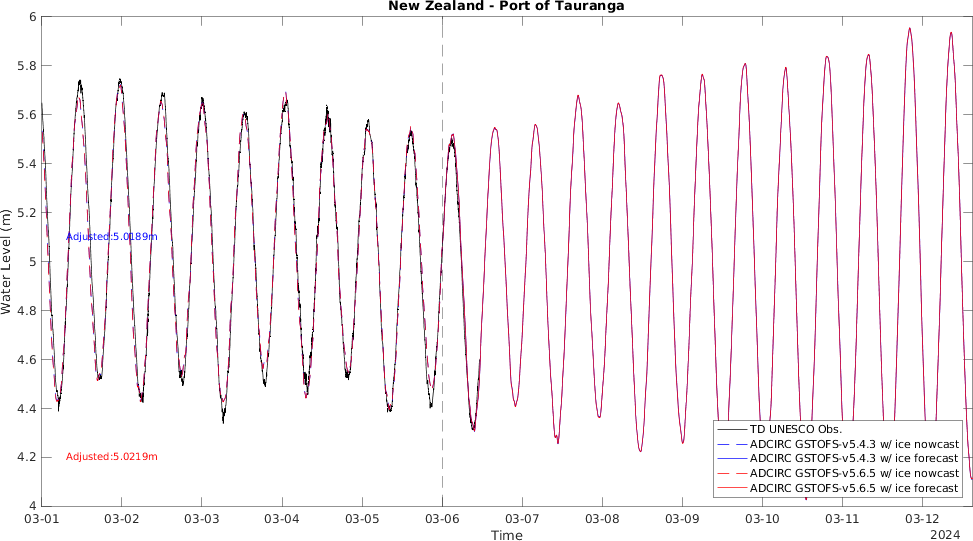 New Zealand - Port of Tauranga
Water Level (m)
6
5.8
5.6
5.4
5.2
5
4.8
4.6
4.4
4.2
4
Adjusted:5.0189m
Adjusted:5.0219m
TD UNESCO Obs.
ADCIRC GSTOFS-v5.4.3 w/ ice nowcast
ADCIRC GSTOFS-v5.4.3 w/ ice forecast
ADCIRC GSTOFS-v5.6.5 w/ ice nowcast
ADCIRC GSTOFS-v5.6.5 w/ ice forecast
03-01 03-02 03-03 03-04 03-05 03-06 03-07 03-08 03-09 03-10 03-11 03-12
Time
2024